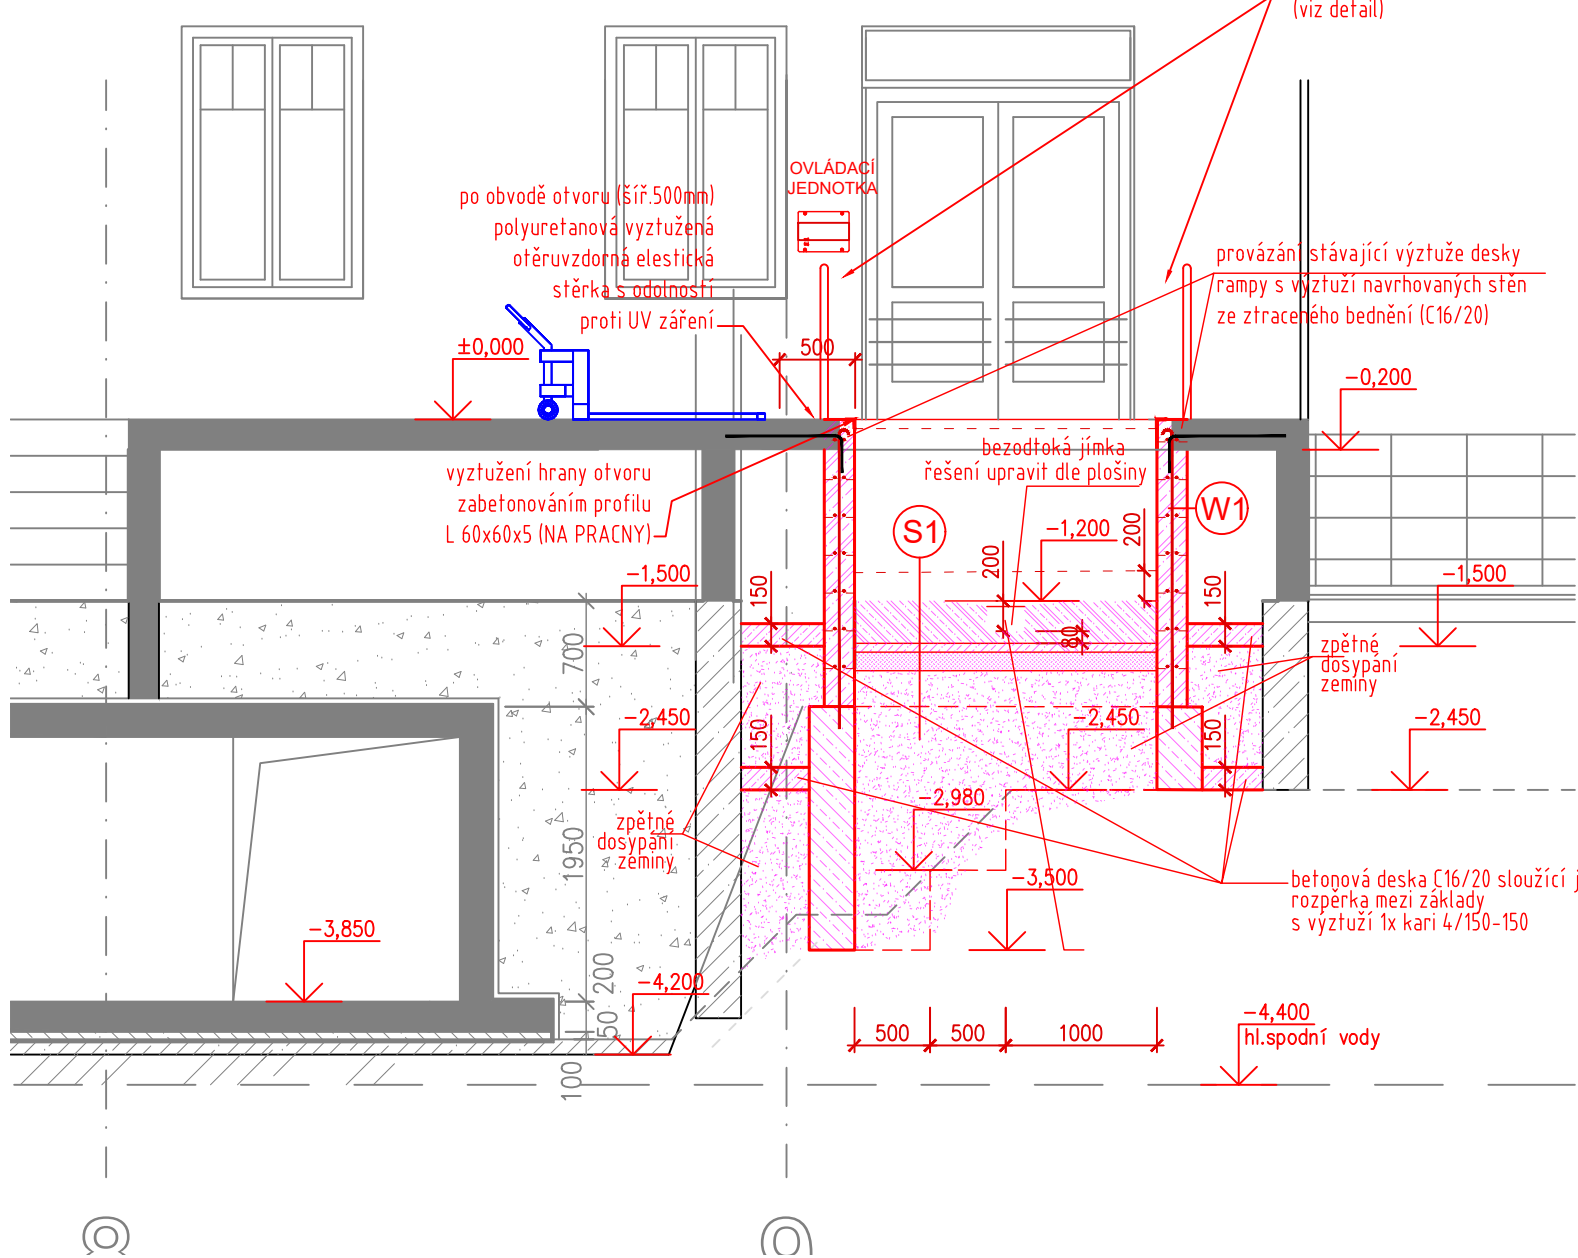 (viz detail)
OVLÁDACÍ
JEDNOTKA
po obvodě otvoru (šíř.500mm)
polyuretanová vyztužená
otěruvzdorná elestická
stěrka s odolností
proti UV záření
provázání stávající výztuže desky
rampy s výztuží navrhovaných stěn
ze ztraceného bednění (C16/20)
±0,000
500
-0,200
bezodtoká jímka
řešení upravit dle plošiny
vyztužení hrany otvoru
zabetonováním profilu
L 60x60x5 (NA PRACNY)
S1
W1
-1,200
200
200
-1,500
150
150
-1,500
80
700
zpětné
dosypání
zeminy
-2,450
150
-2,450
150
-2,450
-2,980
zpětné
dosypání
zeminy
1950
-3,500
betonová deska C16/20 sloužící j
rozpěrka mezi základy
s výztuží 1x kari 4/150-150
-3,850
200
-4,200
50
500
500
1000
-4,400
hl.spodní vody
100